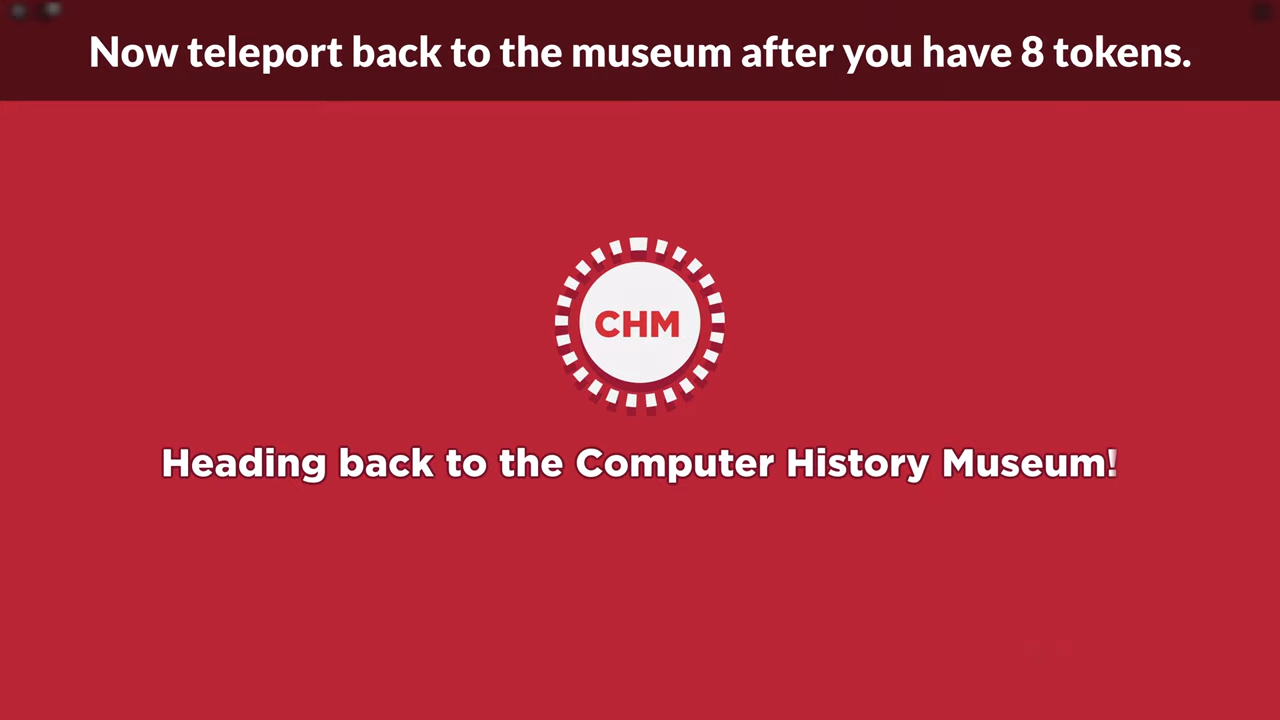 Now teleport back to the museum after you have 8 tokens.
CHM
Heading back to the Computer History Museum!